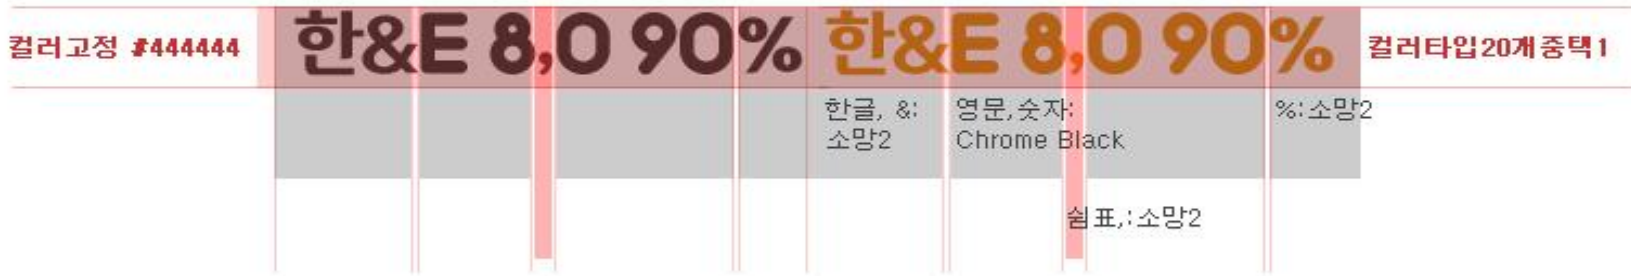 컬러고정 #444444
한&E 8,0 90% 한&E 8,0 90%
컬러타입20개중택1
한글, &:
소망2
영문,숫자:
Chrome Black
%:소망2
쉼표,:소망2